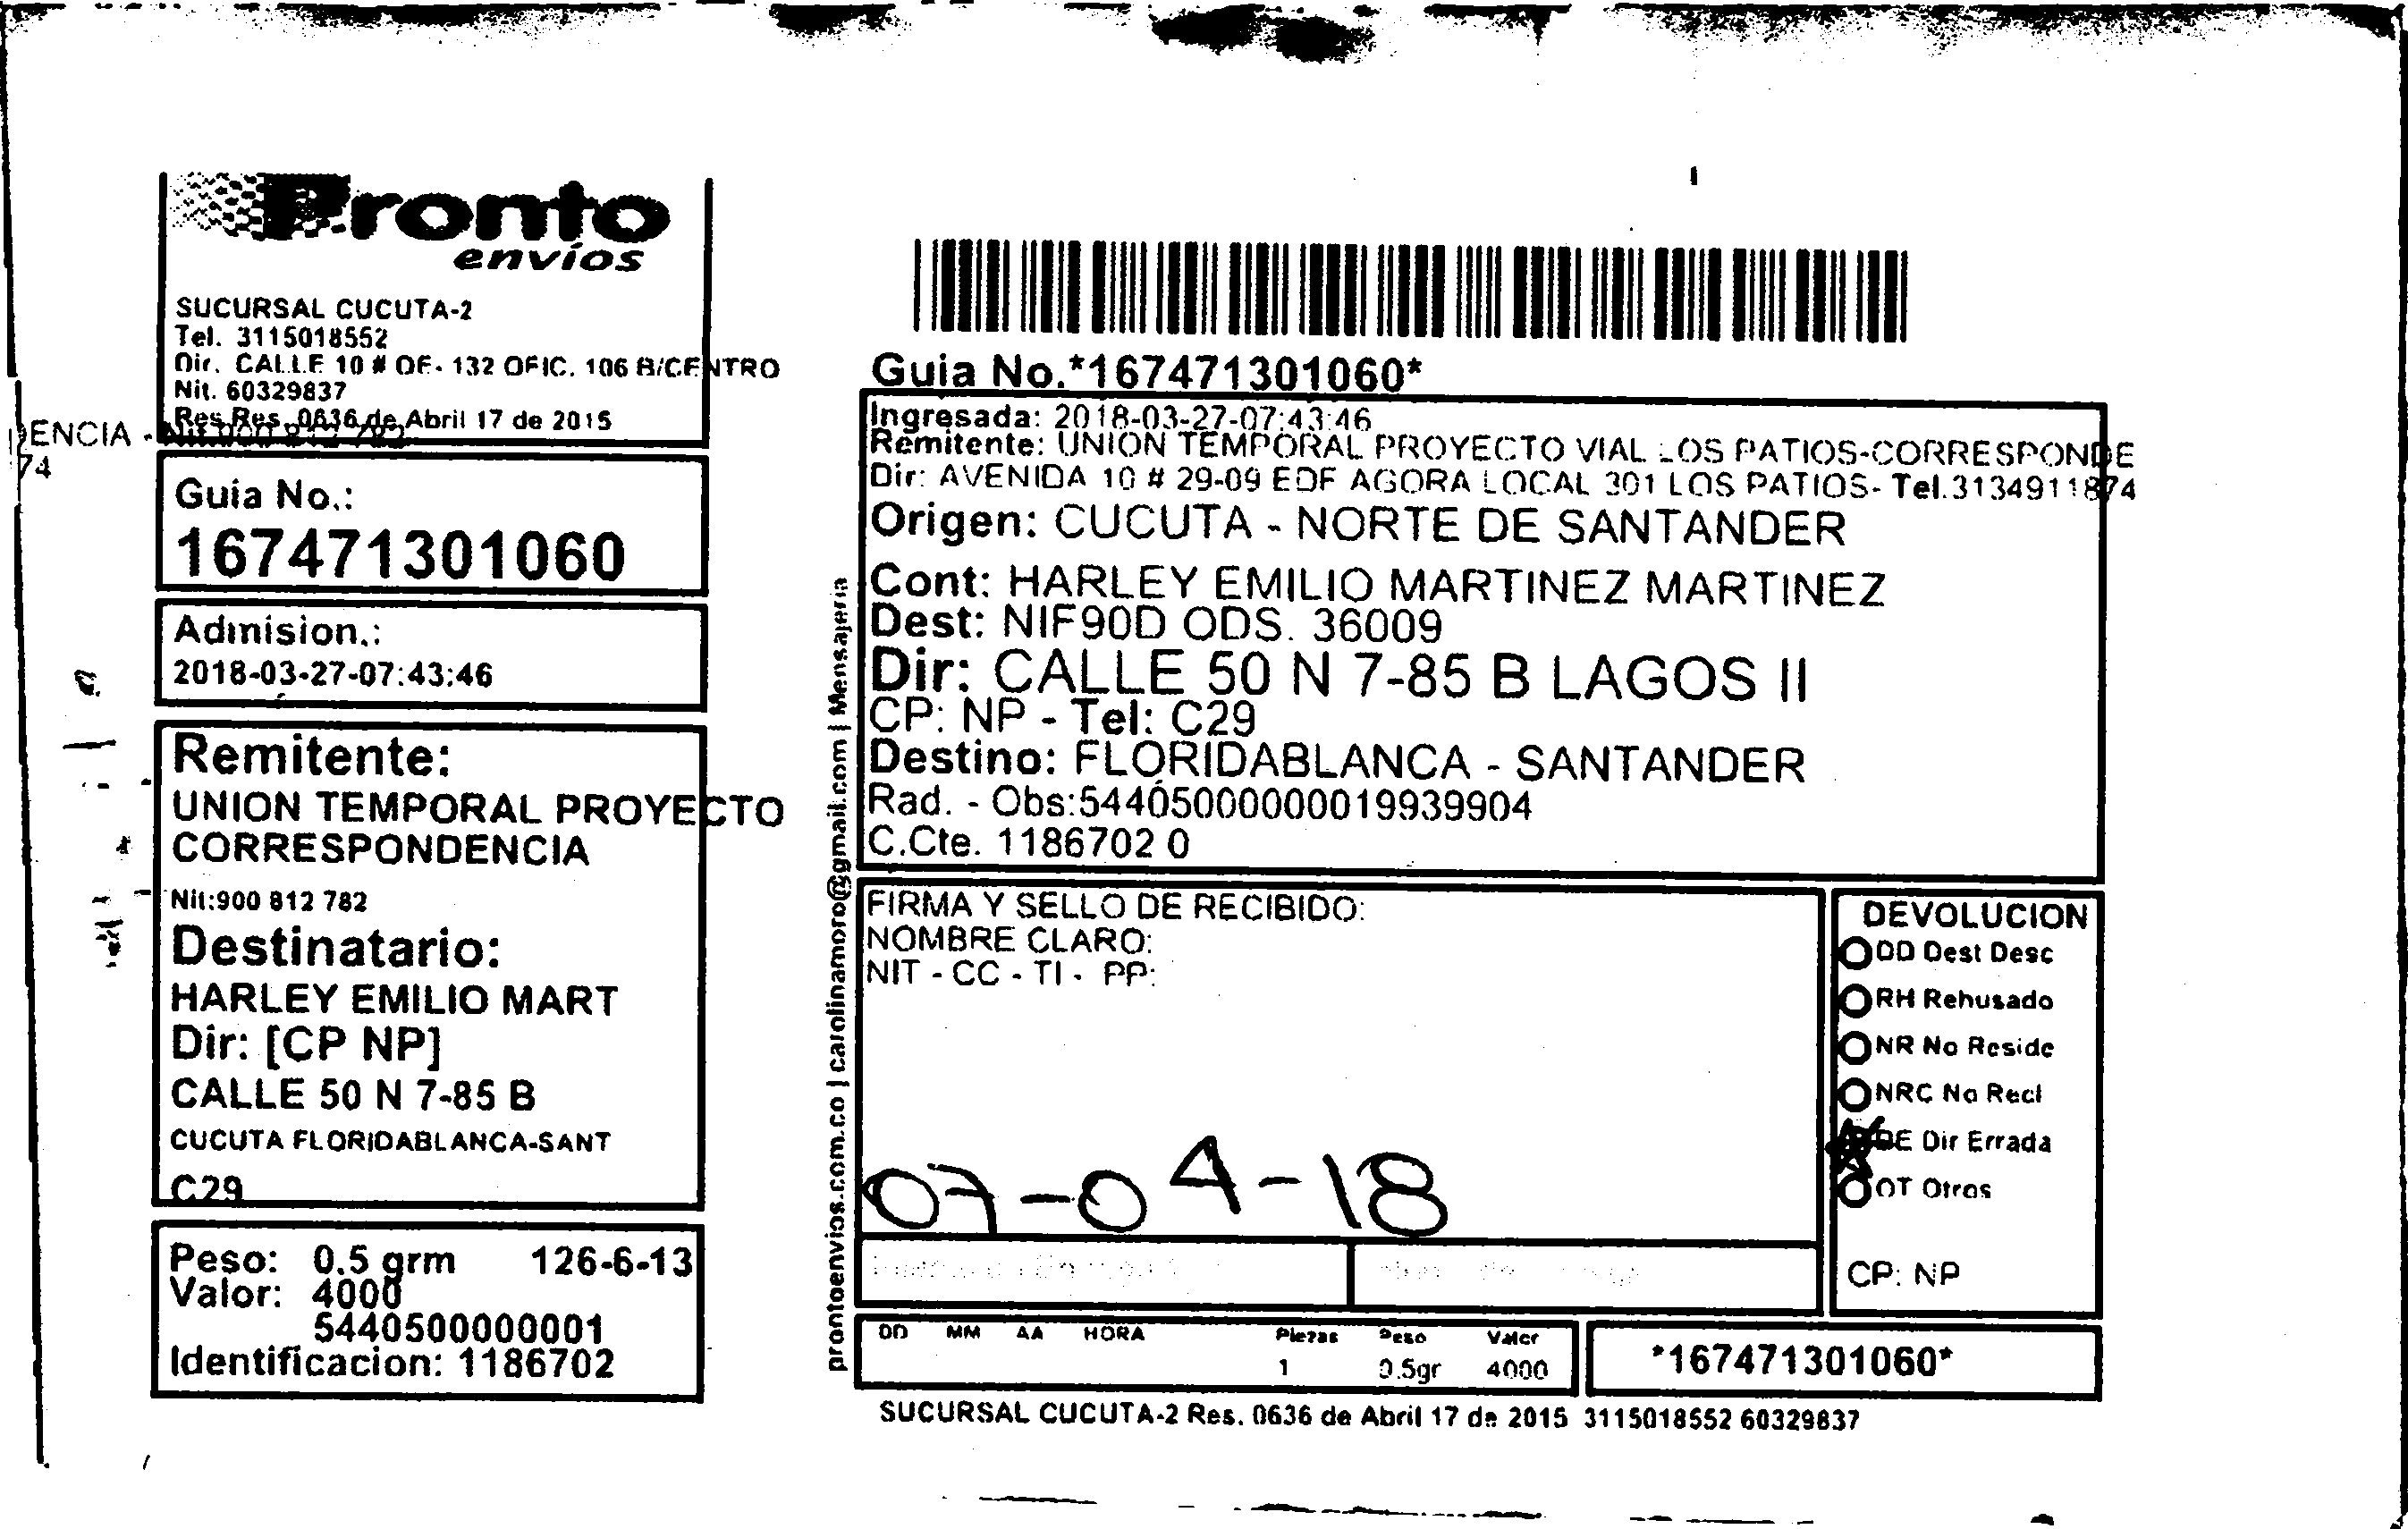 Pronto
envíos
SUCURSAL CUCUTA-2
Tel. 3115018552
Dir. CALLE 10 # OE- 132 OFIC. 106 B/CENTRO
Nit. 60329837
Res.Res. 0636 de Abril 17 de 2015
ENCIA -
74
Guia No.:
167471301060
Admision.:
2018-03-27-07:43:46
Remitente:
UNION TEMPORAL PROYECTO
CORRESPONDENCIA
Nit:900 812 782
Destinatario:
HARLEY EMILIO MART
Dir: [CP NP]
CALLE 50 N 7-85 B
CUCUTA FLORIDABLANCA-SANT
C29
Peso: 0.5 grm 126-6-13
Valor: 4000
5440500000001
Identificacion: 1186702
prontoenvios.com.co | carolinamoro@gmail.com | Mensajeria
Guia No.*167471301060*
Ingresada: 2018-03-27-07:43:46
Remitente: UNION TEMPORAL PROYECTO VIAL LOS PATIOS-CORRESPONDE
Dir: AVENIDA 10 # 29-09 EDF AGORA LOCAL 301 LOS PATIOS- Tel.3134911874
Origen: CUCUTA - NORTE DE SANTANDER
Cont: HARLEY EMILIO MARTINEZ MARTINEZ
Dest: NIF90D ODS. 36009
Dir: CALLE 50 N 7-85 B LAGOS II
CP: NP - Tel: C29
Destino: FLORIDABLANCA - SANTANDER
Rad. - Obs:544050000000019939904
C.Cte. 1186702 0
FIRMA Y SELLO DE RECIBIDO:
NOMBRE CLARO:
NIT - CC - TI - PP:
07-04-18
DEVOLUCION
DD Dest Desc
RH Rehusado
NR No Reside
NRC No Recl
DE Dir Errada
OT Otros
CP: NP
DD MM AA HORA Piezas Peso Valor
1 0.5gr 4000
*167471301060*
SUCURSAL CUCUTA-2 Res. 0636 de Abril 17 de 2015 3115018552 60329837